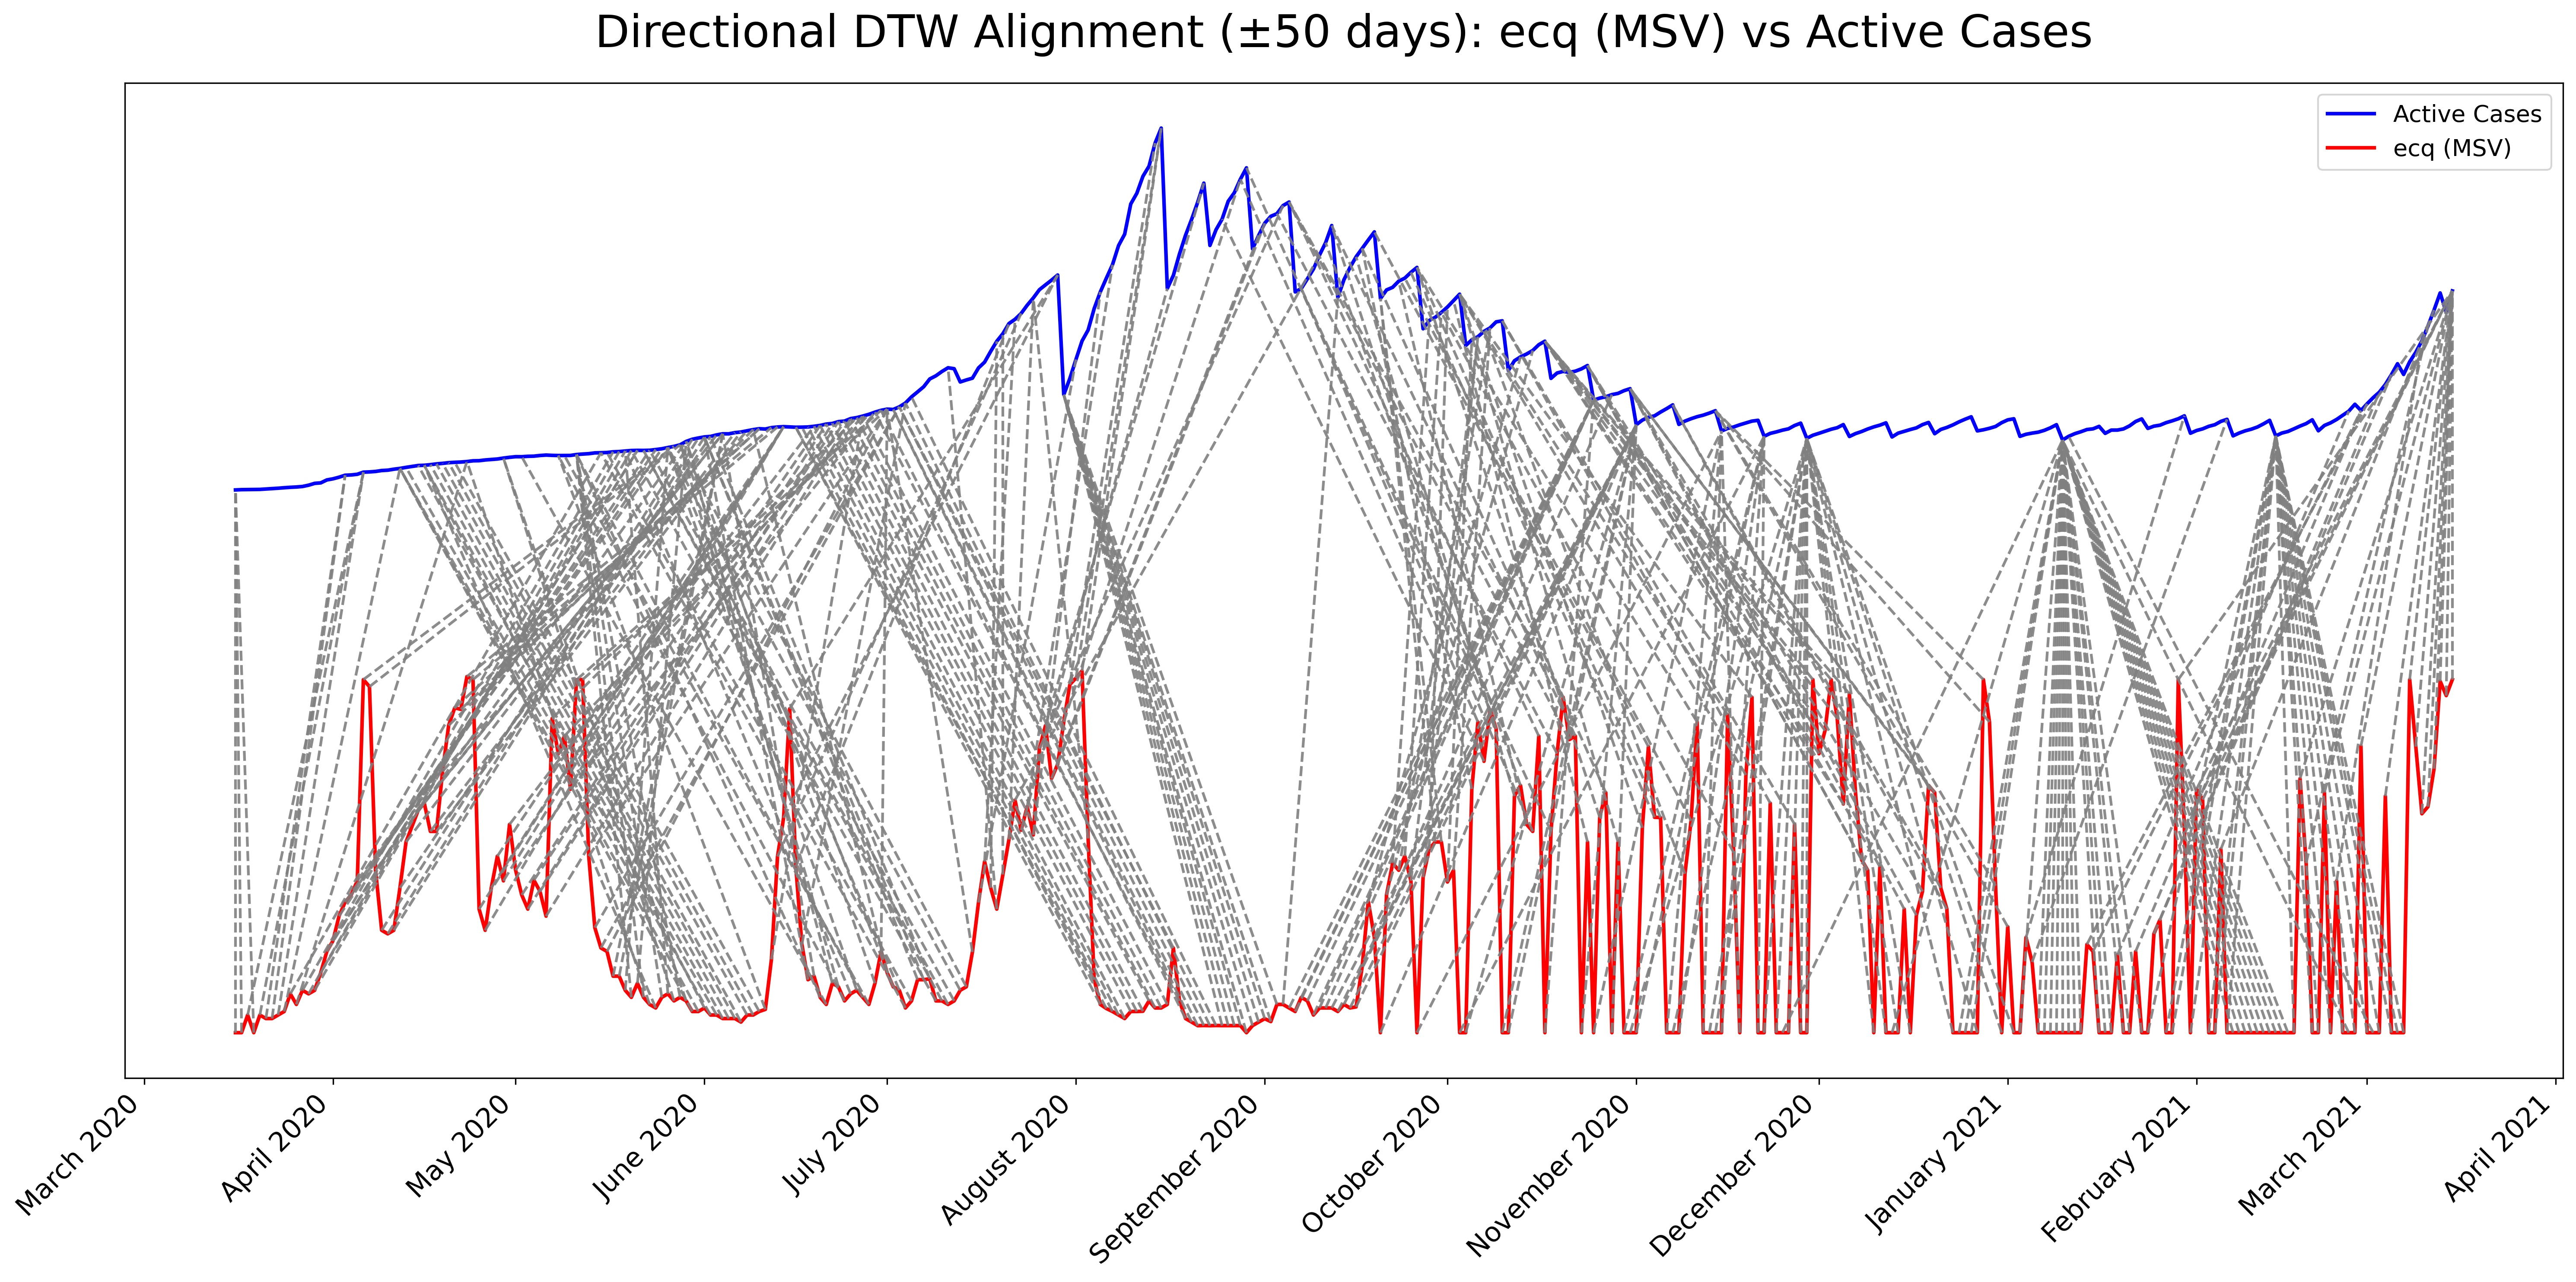 Directional DTW Alignment (±50 days): ecq (MSV) vs Active Cases
Active Cases
ecq (MSV)
March 2020
April 2020
May 2020
June 2020
July 2020
August 2020
September 2020
October 2020
November 2020
December 2020
January 2021
February 2021
March 2021
April 2021